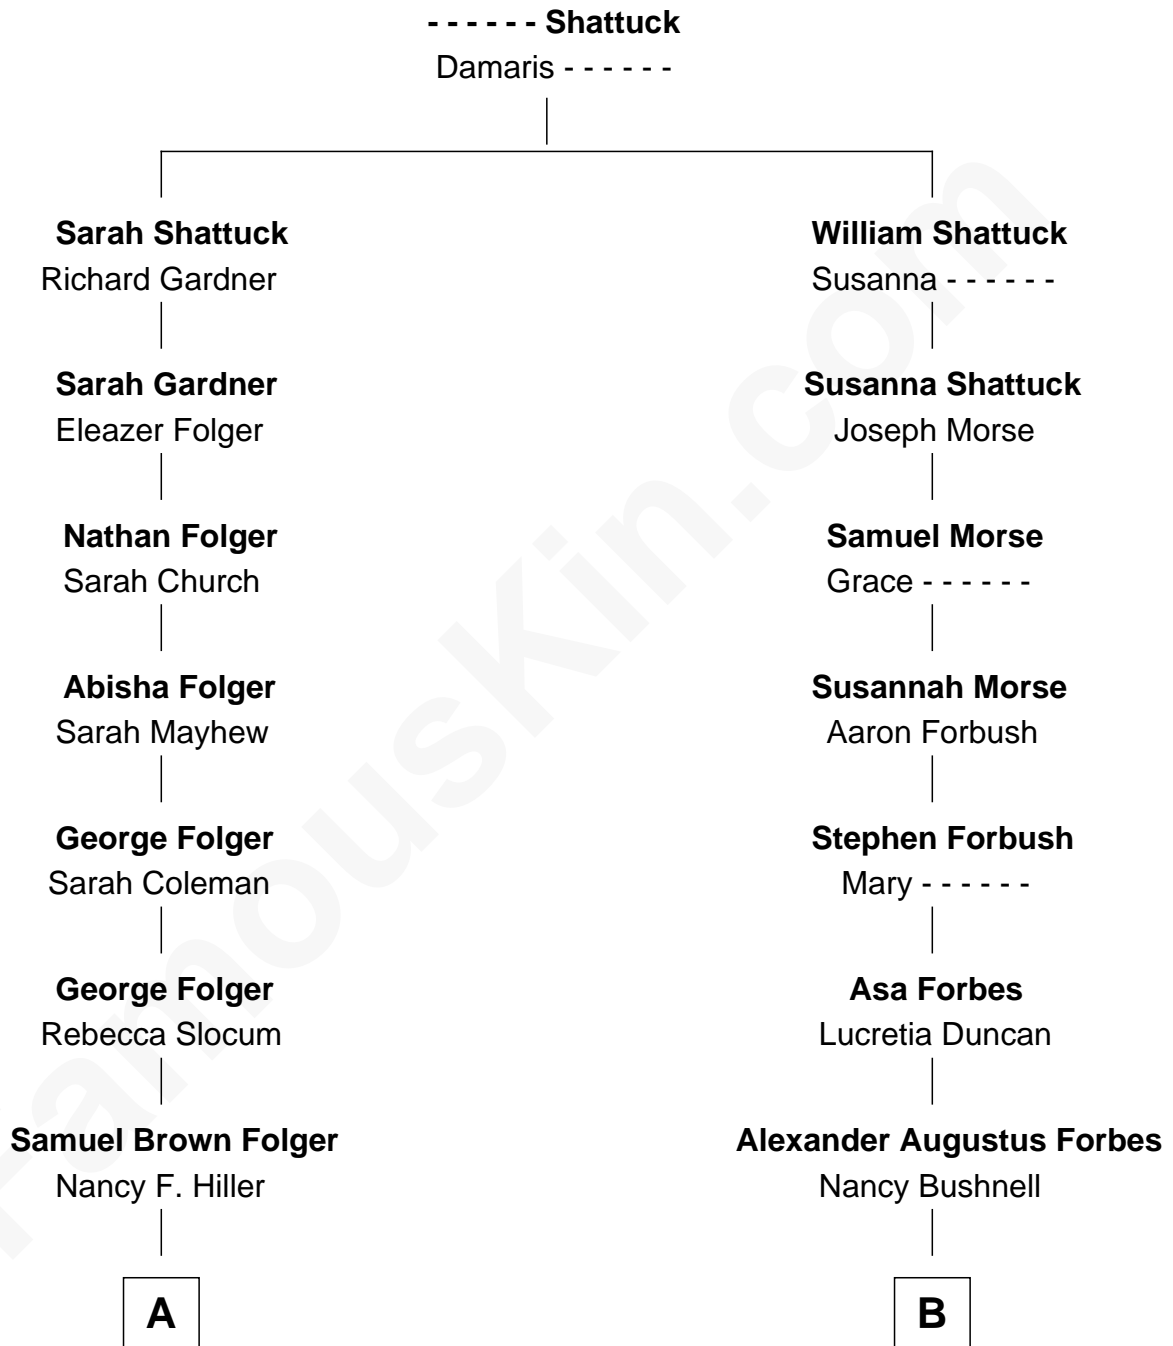 - - - - - - Shattuck
Damaris - - - - - -
Sarah Shattuck
Richard Gardner
Sarah Gardner
Eleazer Folger
Nathan Folger
Sarah Church
Abisha Folger
Sarah Mayhew
George Folger
Sarah Coleman
George Folger
Rebecca Slocum
Samuel Brown Folger
Nancy F. Hiller
A
William Shattuck
Susanna - - - - - -
Susanna Shattuck
Joseph Morse
Samuel Morse
Grace - - - - - -
Susannah Morse
Aaron Forbush
Stephen Forbush
Mary - - - - - -
Asa Forbes
Lucretia Duncan
Alexander Augustus Forbes
Nancy Bushnell
B
FamousKin.com